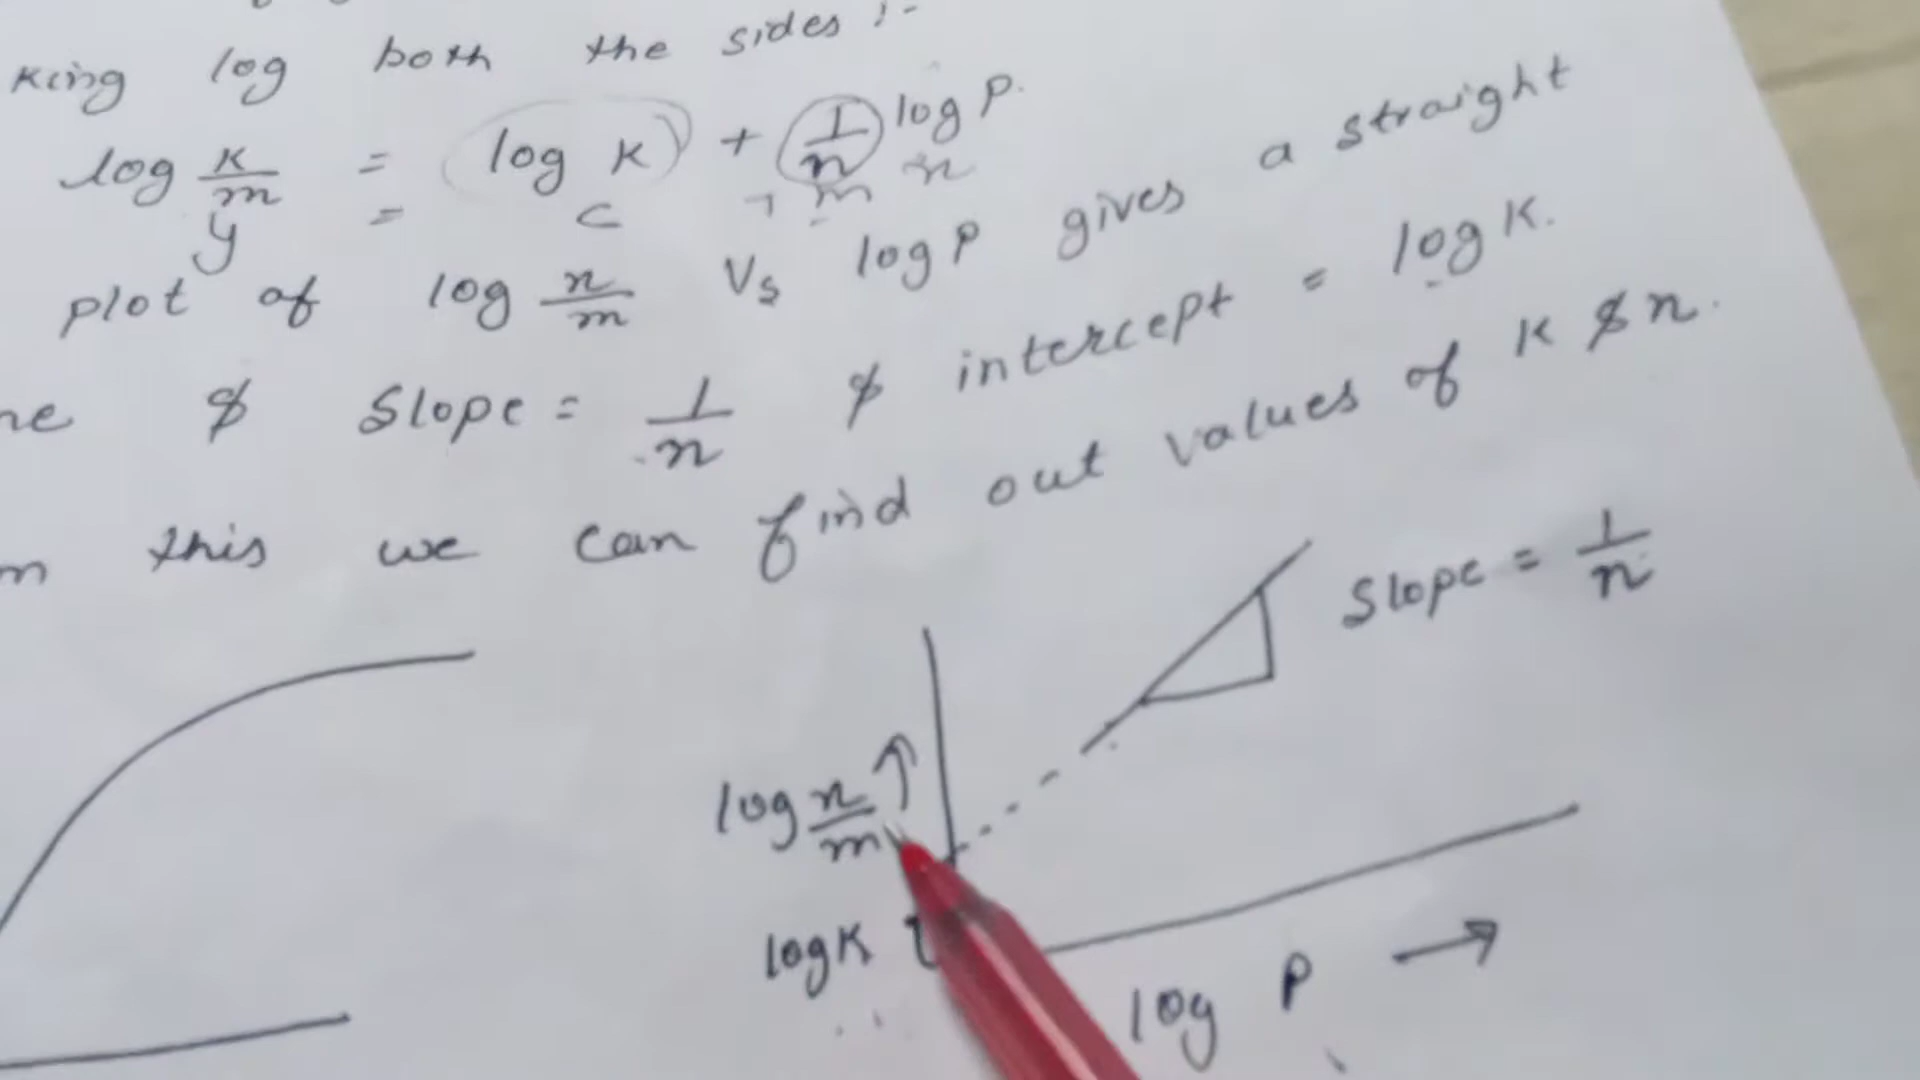 king log both the sides :-
log K/m = log K + 1/n log P.
y = c + m x
plot of log x/m Vs log P gives a straight
ne & Slope = 1/n & intercept = log K.
m this we can find out values of K & n.
Slope = 1/n
log x/m ↑
log K
log P →